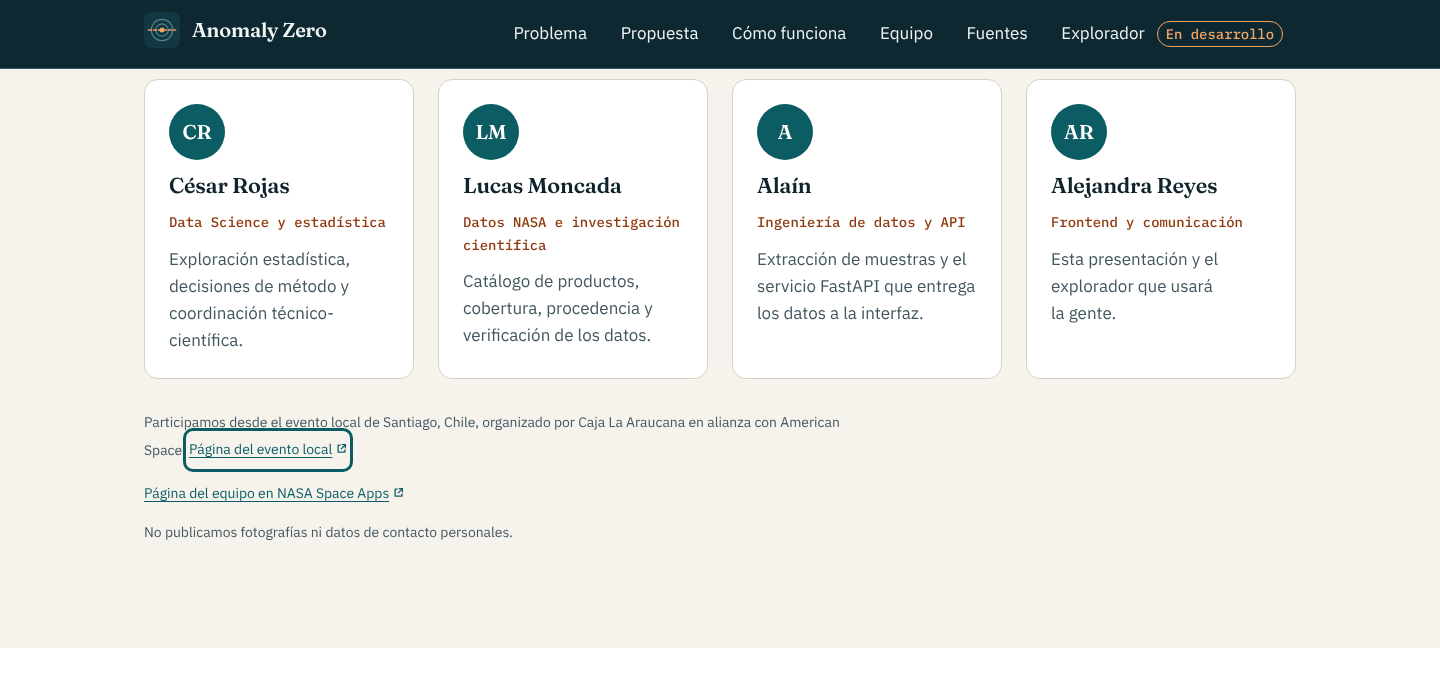 Anomaly Zero
Problema
Propuesta
Cómo funciona
Equipo
Fuentes
Explorador
En desarrollo
CR
César Rojas
Data Science y estadística
Exploración estadística,
decisiones de método y
coordinación técnico-
científica.
LM
Lucas Moncada
Datos NASA e investigación
científica
Catálogo de productos,
cobertura, procedencia y
verificación de los datos.
A
Alaín
Ingeniería de datos y API
Extracción de muestras y el
servicio FastAPI que entrega
los datos a la interfaz.
AR
Alejandra Reyes
Frontend y comunicación
Esta presentación y el
explorador que usará
la gente.
Participamos desde el evento local de Santiago, Chile, organizado por Caja La Araucana en alianza con American
Space Página del evento local
Página del equipo en NASA Space Apps
No publicamos fotografías ni datos de contacto personales.